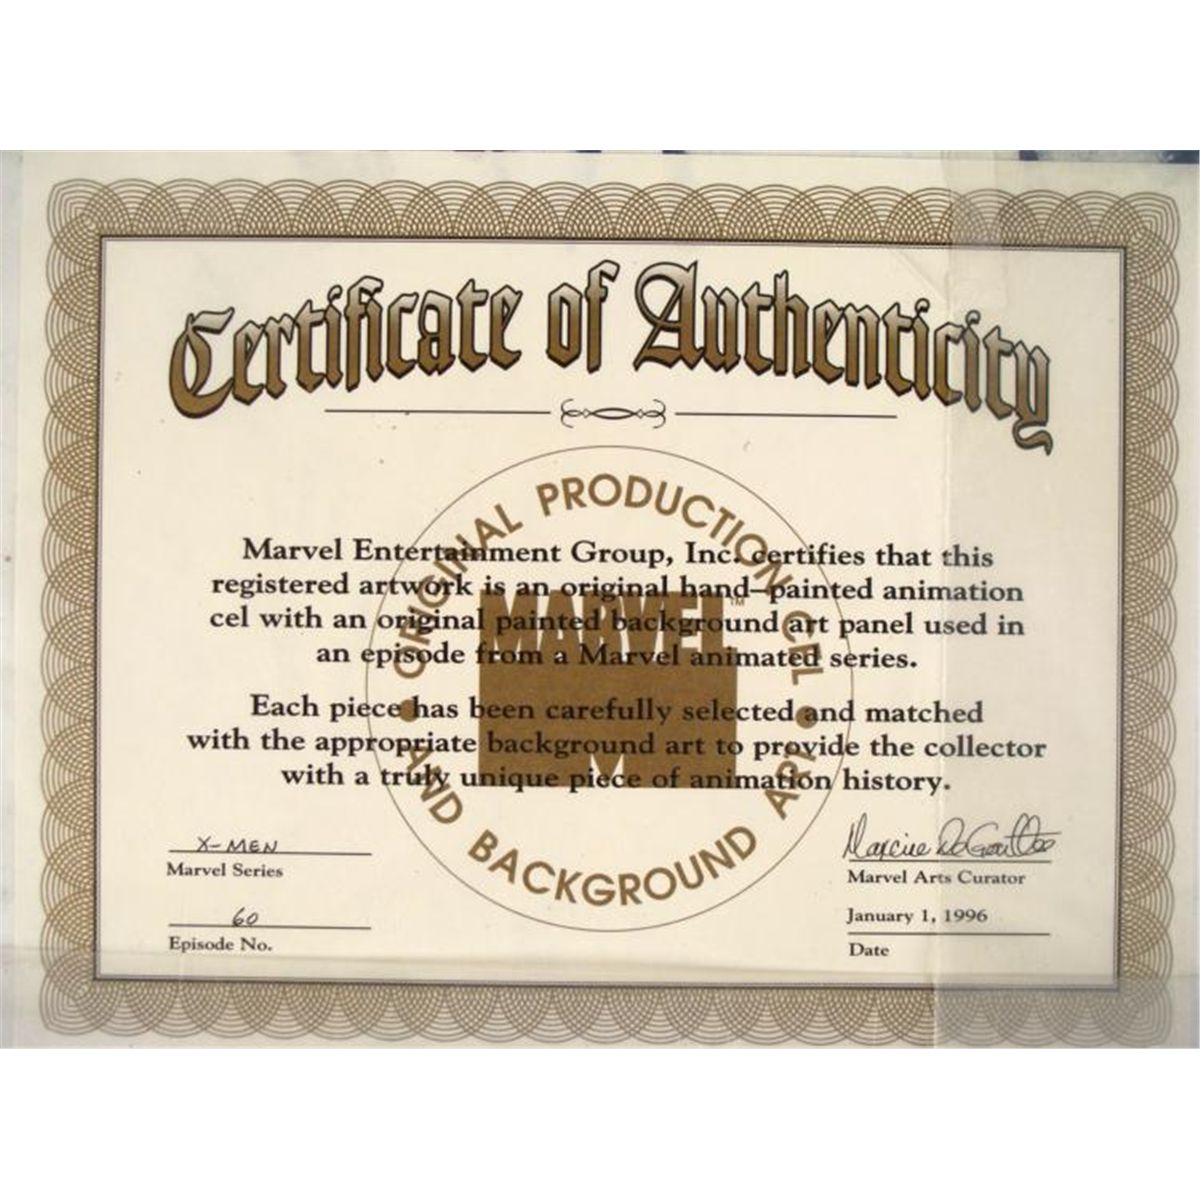 Certificate of Authenticity
ORIGINAL PRODUCTION CEL
AND BACKGROUND ART
MARVEL™
Marvel Entertainment Group, Inc. certifies that this
registered artwork is an original hand-painted animation
cel with an original painted background art panel used in
an episode from a Marvel animated series.
Each piece has been carefully selected and matched
with the appropriate background art to provide the collector
with a truly unique piece of animation history.
X-MEN
Marvel Series
60
Episode No.
Marvel Arts Curator
January 1, 1996
Date